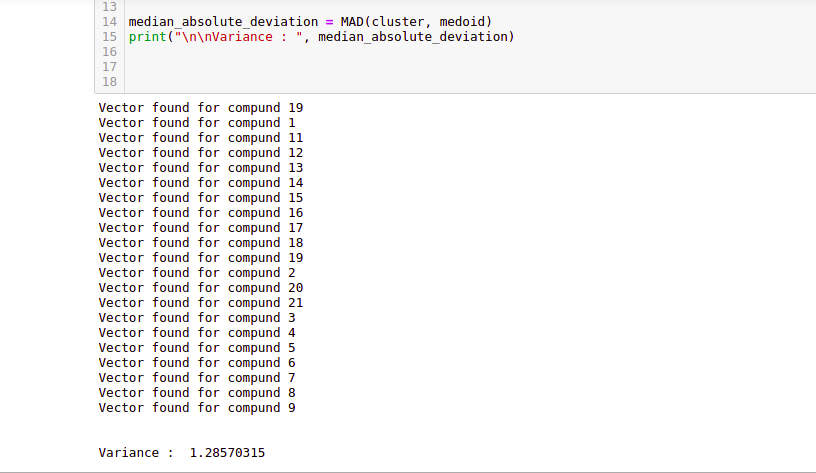 13
14 median_absolute_deviation = MAD(cluster, medoid)
15 print("\n\nVariance : ", median_absolute_deviation)
16
17
18
Vector found for compund 19
Vector found for compund 1
Vector found for compund 11
Vector found for compund 12
Vector found for compund 13
Vector found for compund 14
Vector found for compund 15
Vector found for compund 16
Vector found for compund 17
Vector found for compund 18
Vector found for compund 19
Vector found for compund 2
Vector found for compund 20
Vector found for compund 21
Vector found for compund 3
Vector found for compund 4
Vector found for compund 5
Vector found for compund 6
Vector found for compund 7
Vector found for compund 8
Vector found for compund 9
Variance :  1.28570315